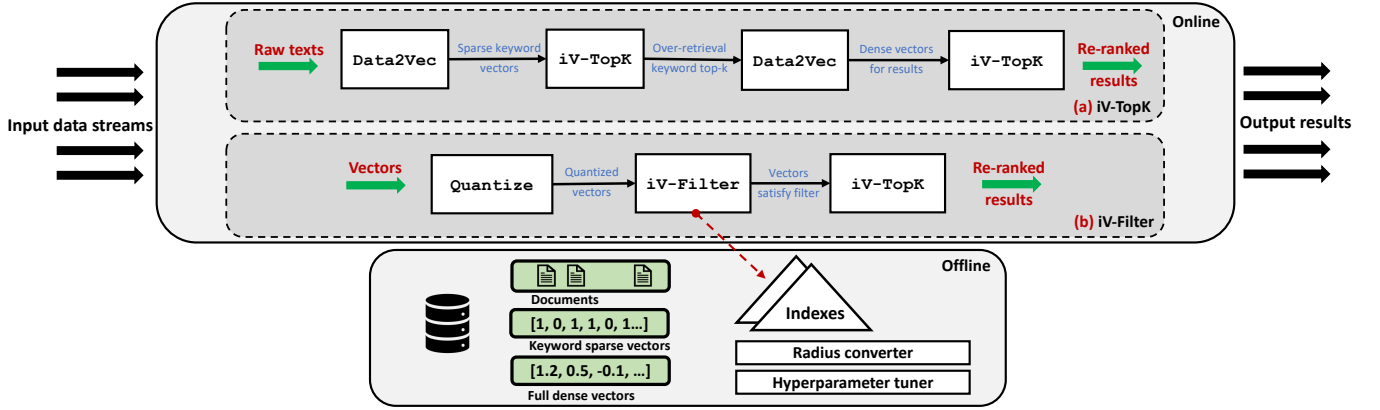 Online
Raw texts
Data2Vec
Sparse keyword
vectors
iV-TopK
Over-retrieval
keyword top-k
Data2Vec
Dense vectors
for results
iV-TopK
Re-ranked
results
(a) iV-TopK
Input data streams
Output results
Vectors
Quantize
Quantized
vectors
iV-Filter
Vectors
satisfy filter
iV-TopK
Re-ranked
results
(b) iV-Filter
Offline
Documents
[1, 0, 1, 1, 0, 1...]
Keyword sparse vectors
[1.2, 0.5, -0.1, ...]
Full dense vectors
Indexes
Radius converter
Hyperparameter tuner